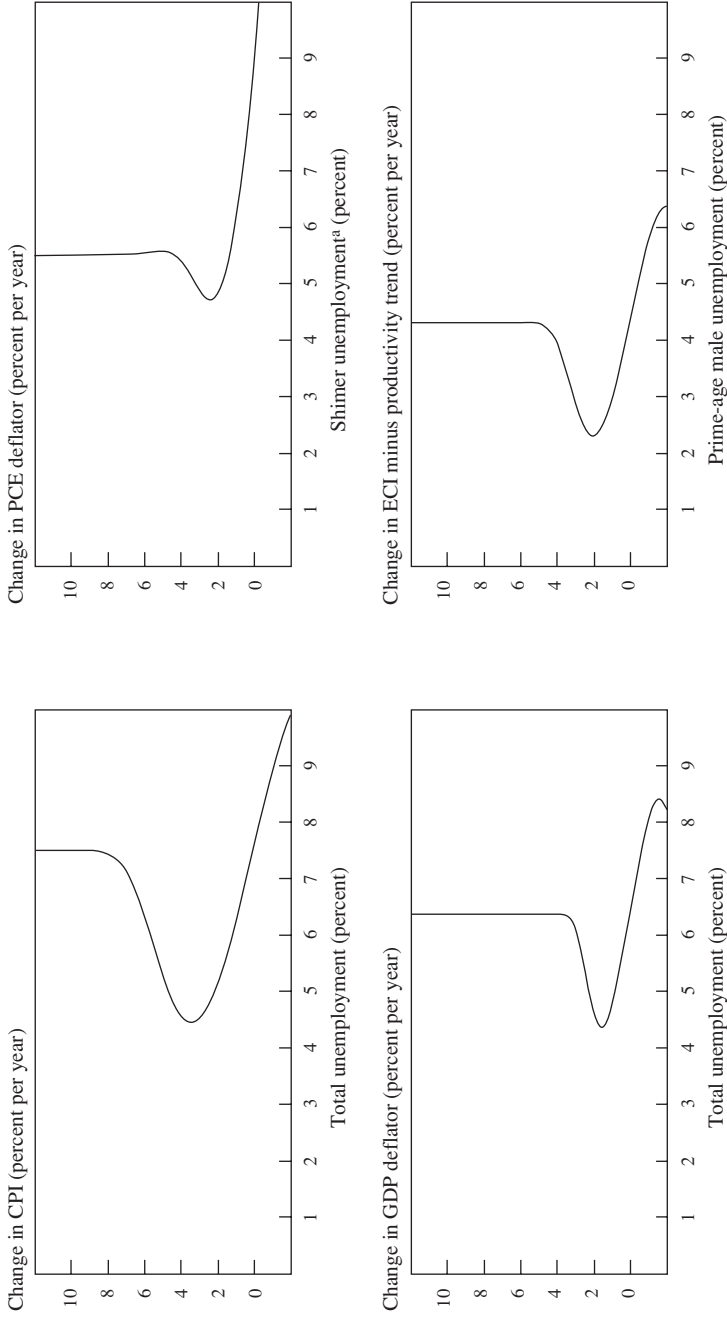 Change in CPI (percent per year)
10
8
6
4
2
0
1 2 3 4 5 6 7 8 9
Total unemployment (percent)
Change in PCE deflator (percent per year)
10
8
6
4
2
0
1 2 3 4 5 6 7 8 9
Shimer unemploymentᵃ (percent)
Change in GDP deflator (percent per year)
10
8
6
4
2
0
1 2 3 4 5 6 7 8 9
Total unemployment (percent)
Change in ECI minus productivity trend (percent per year)
10
8
6
4
2
0
1 2 3 4 5 6 7 8 9
Prime-age male unemployment (percent)